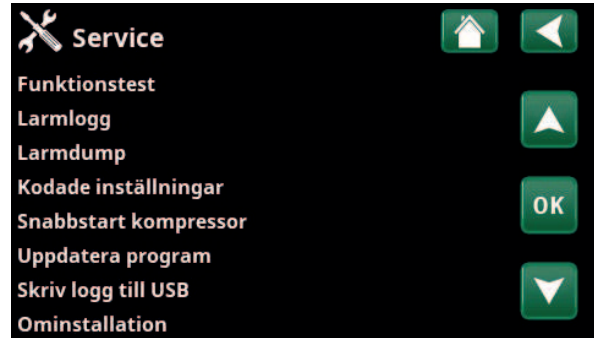 Service
Funktionstest
Larmlogg
Larmdump
Kodade inställningar
OK
Snabbstart kompressor
Uppdatera program
Skriv logg till USB
Ominstallation